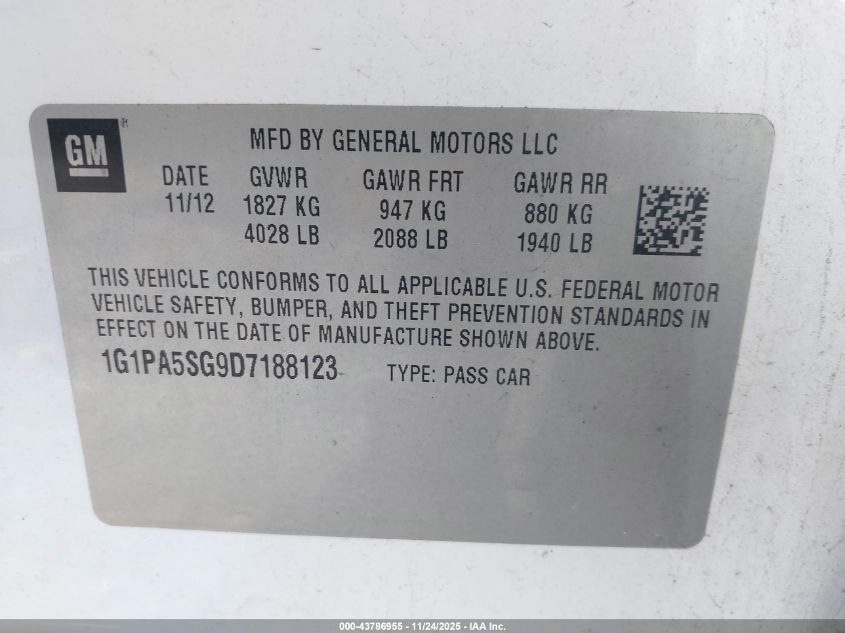 GM ®
MFD BY GENERAL MOTORS LLC
DATE GVWR GAWR FRT GAWR RR
11/12 1827 KG 947 KG 880 KG
4028 LB 2088 LB 1940 LB
THIS VEHICLE CONFORMS TO ALL APPLICABLE U.S. FEDERAL MOTOR
VEHICLE SAFETY, BUMPER, AND THEFT PREVENTION STANDARDS IN
EFFECT ON THE DATE OF MANUFACTURE SHOWN ABOVE.
1G1PA5SG9D7188123 TYPE: PASS CAR
000-43786955 - 11/24/2025 - IAA Inc.